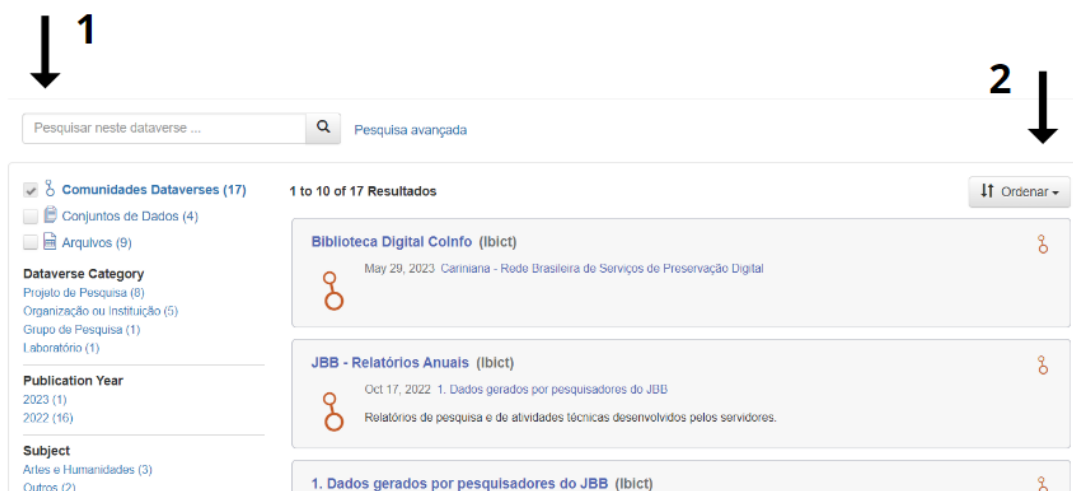 1
2
Pesquisar neste dataverse ...
Pesquisa avançada
Comunidades Dataverses (17)
Conjuntos de Dados (4)
Arquivos (9)
Dataverse Category
Projeto de Pesquisa (8)
Organização ou Instituição (5)
Grupo de Pesquisa (1)
Laboratório (1)
Publication Year
2023 (1)
2022 (16)
Subject
Artes e Humanidades (3)
Outros (2)
1 to 10 of 17 Resultados
Ordenar
Biblioteca Digital CoInfo (Ibict)
May 29, 2023 Cariniana - Rede Brasileira de Serviços de Preservação Digital
JBB - Relatórios Anuais (Ibict)
Oct 17, 2022 1. Dados gerados por pesquisadores do JBB
Relatórios de pesquisa e de atividades técnicas desenvolvidos pelos servidores.
1. Dados gerados por pesquisadores do JBB (Ibict)